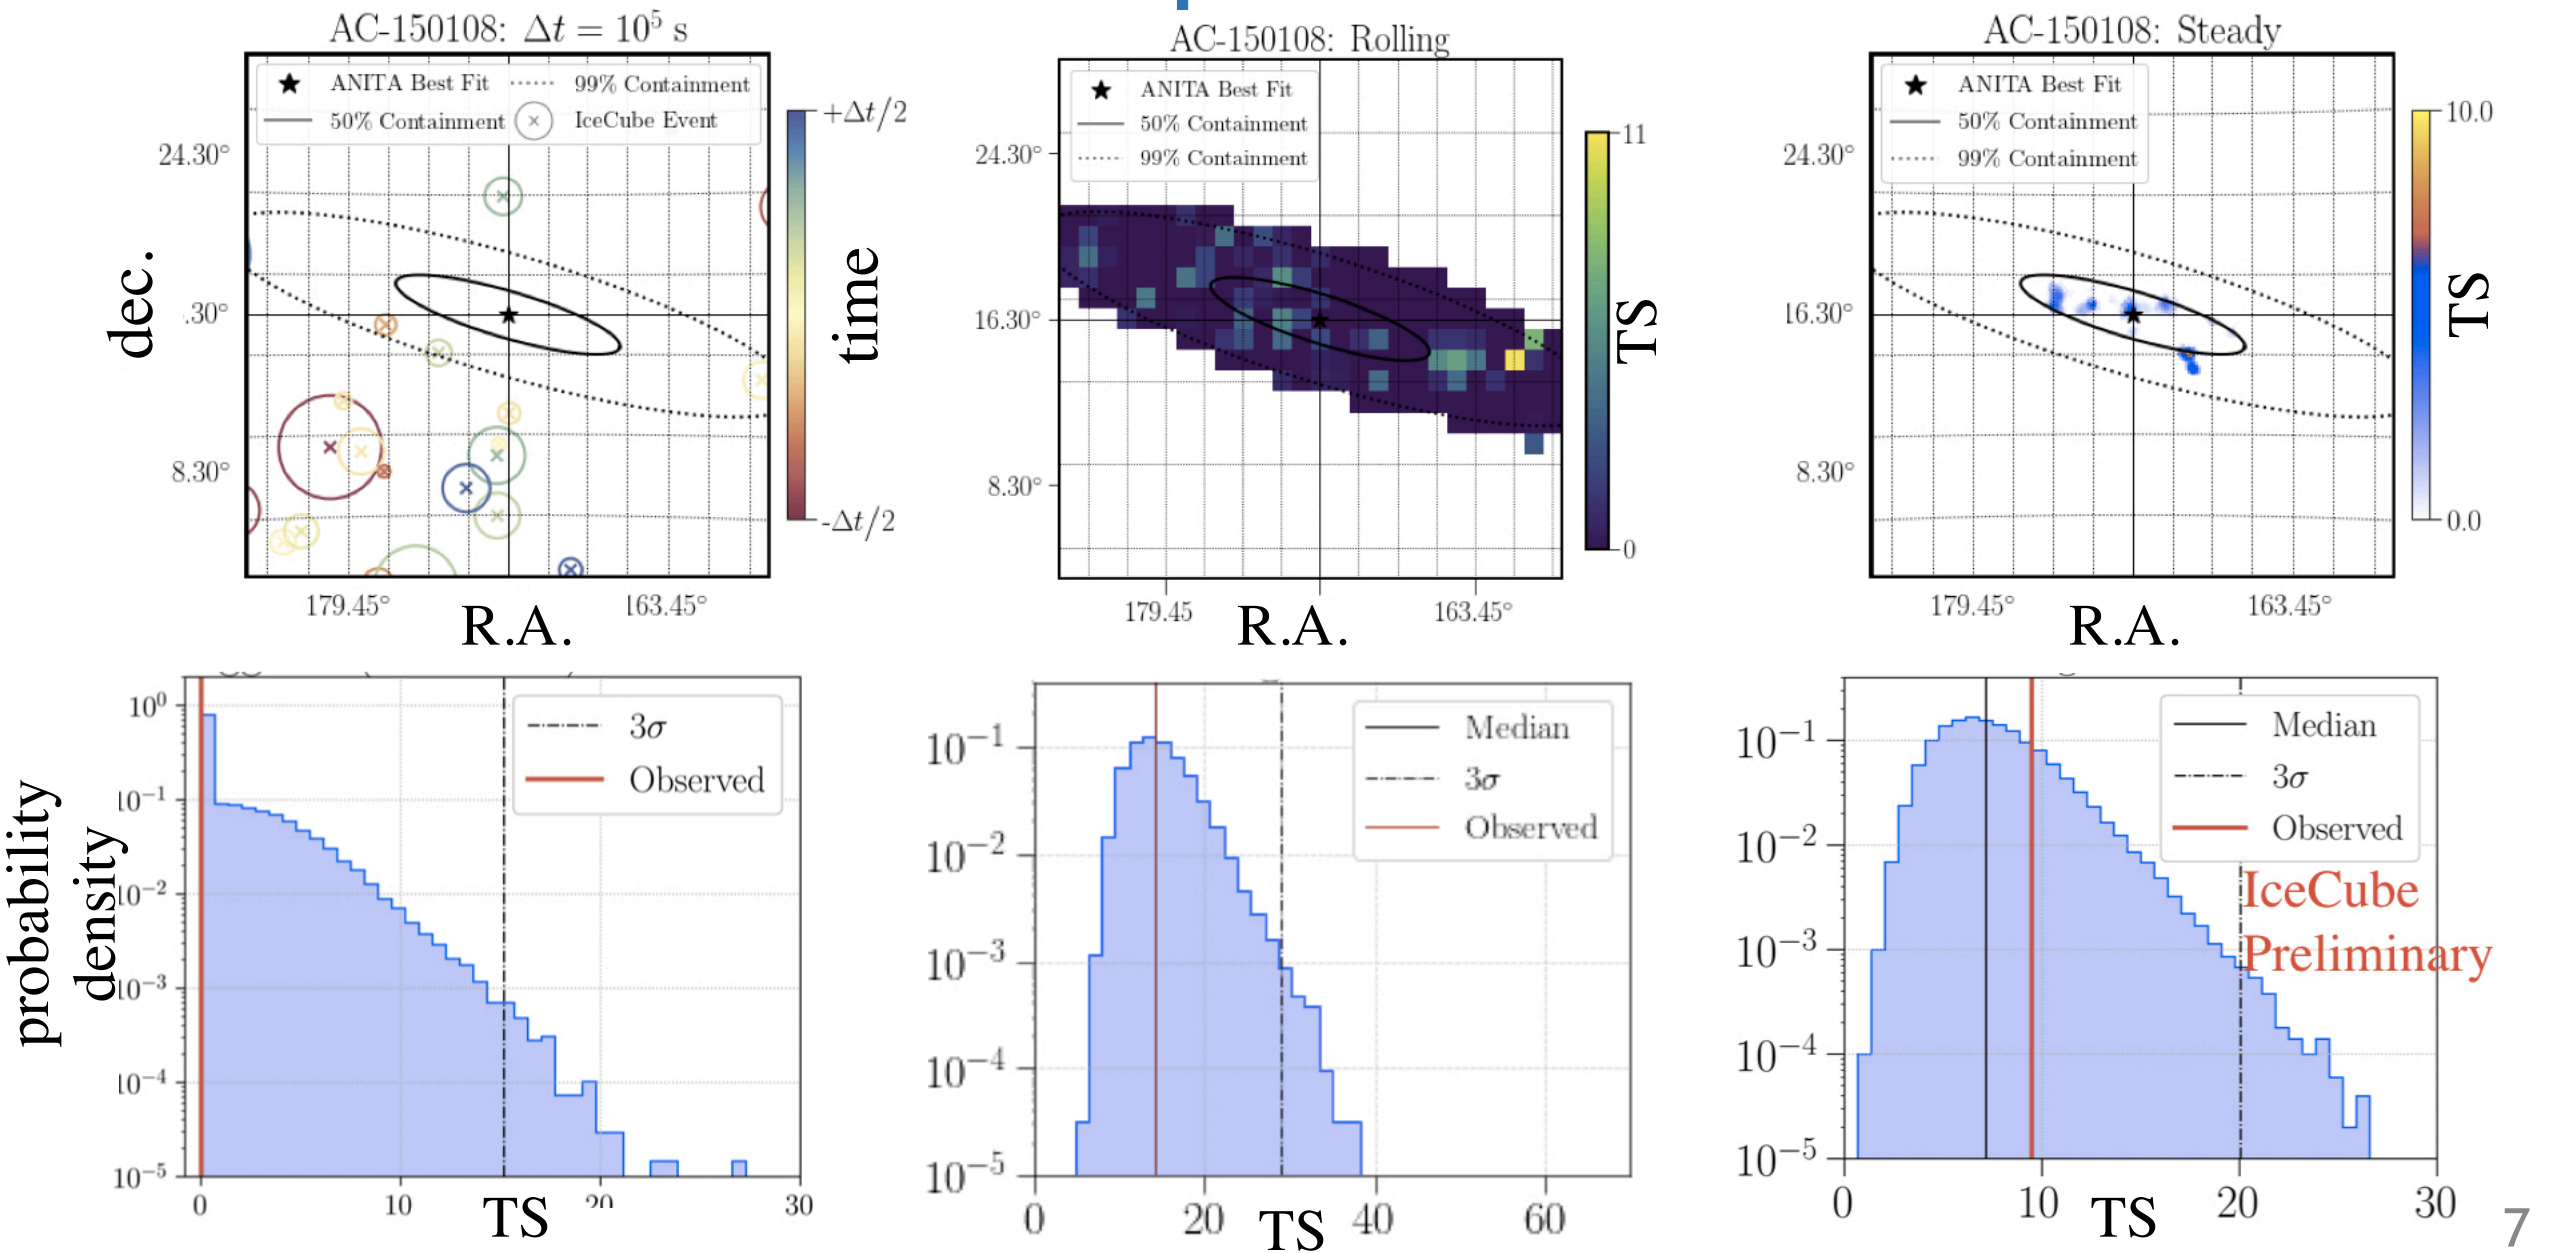 AC-150108: Δt = 10⁵ s
ANITA Best Fit
99% Containment
50% Containment
IceCube Event
+Δt/2
-Δt/2
time
24.30°
.30°
8.30°
dec.
179.45°
163.45°
R.A.
AC-150108: Rolling
ANITA Best Fit
50% Containment
99% Containment
24.30°
16.30°
8.30°
11
0
TS
179.45
163.45°
R.A.
AC-150108: Steady
ANITA Best Fit
50% Containment
99% Containment
24.30°
16.30°
8.30°
10.0
0.0
TS
179.45°
163.45°
R.A.
probability
density
10⁰
10⁻¹
10⁻²
10⁻³
10⁻⁴
10⁻⁵
3σ
Observed
0
10
20
30
TS
10⁻¹
10⁻²
10⁻³
10⁻⁴
10⁻⁵
Median
3σ
Observed
0
20
40
60
TS
10⁻¹
10⁻²
10⁻³
10⁻⁴
10⁻⁵
Median
3σ
Observed
IceCube
Preliminary
0
10
20
30
TS
7